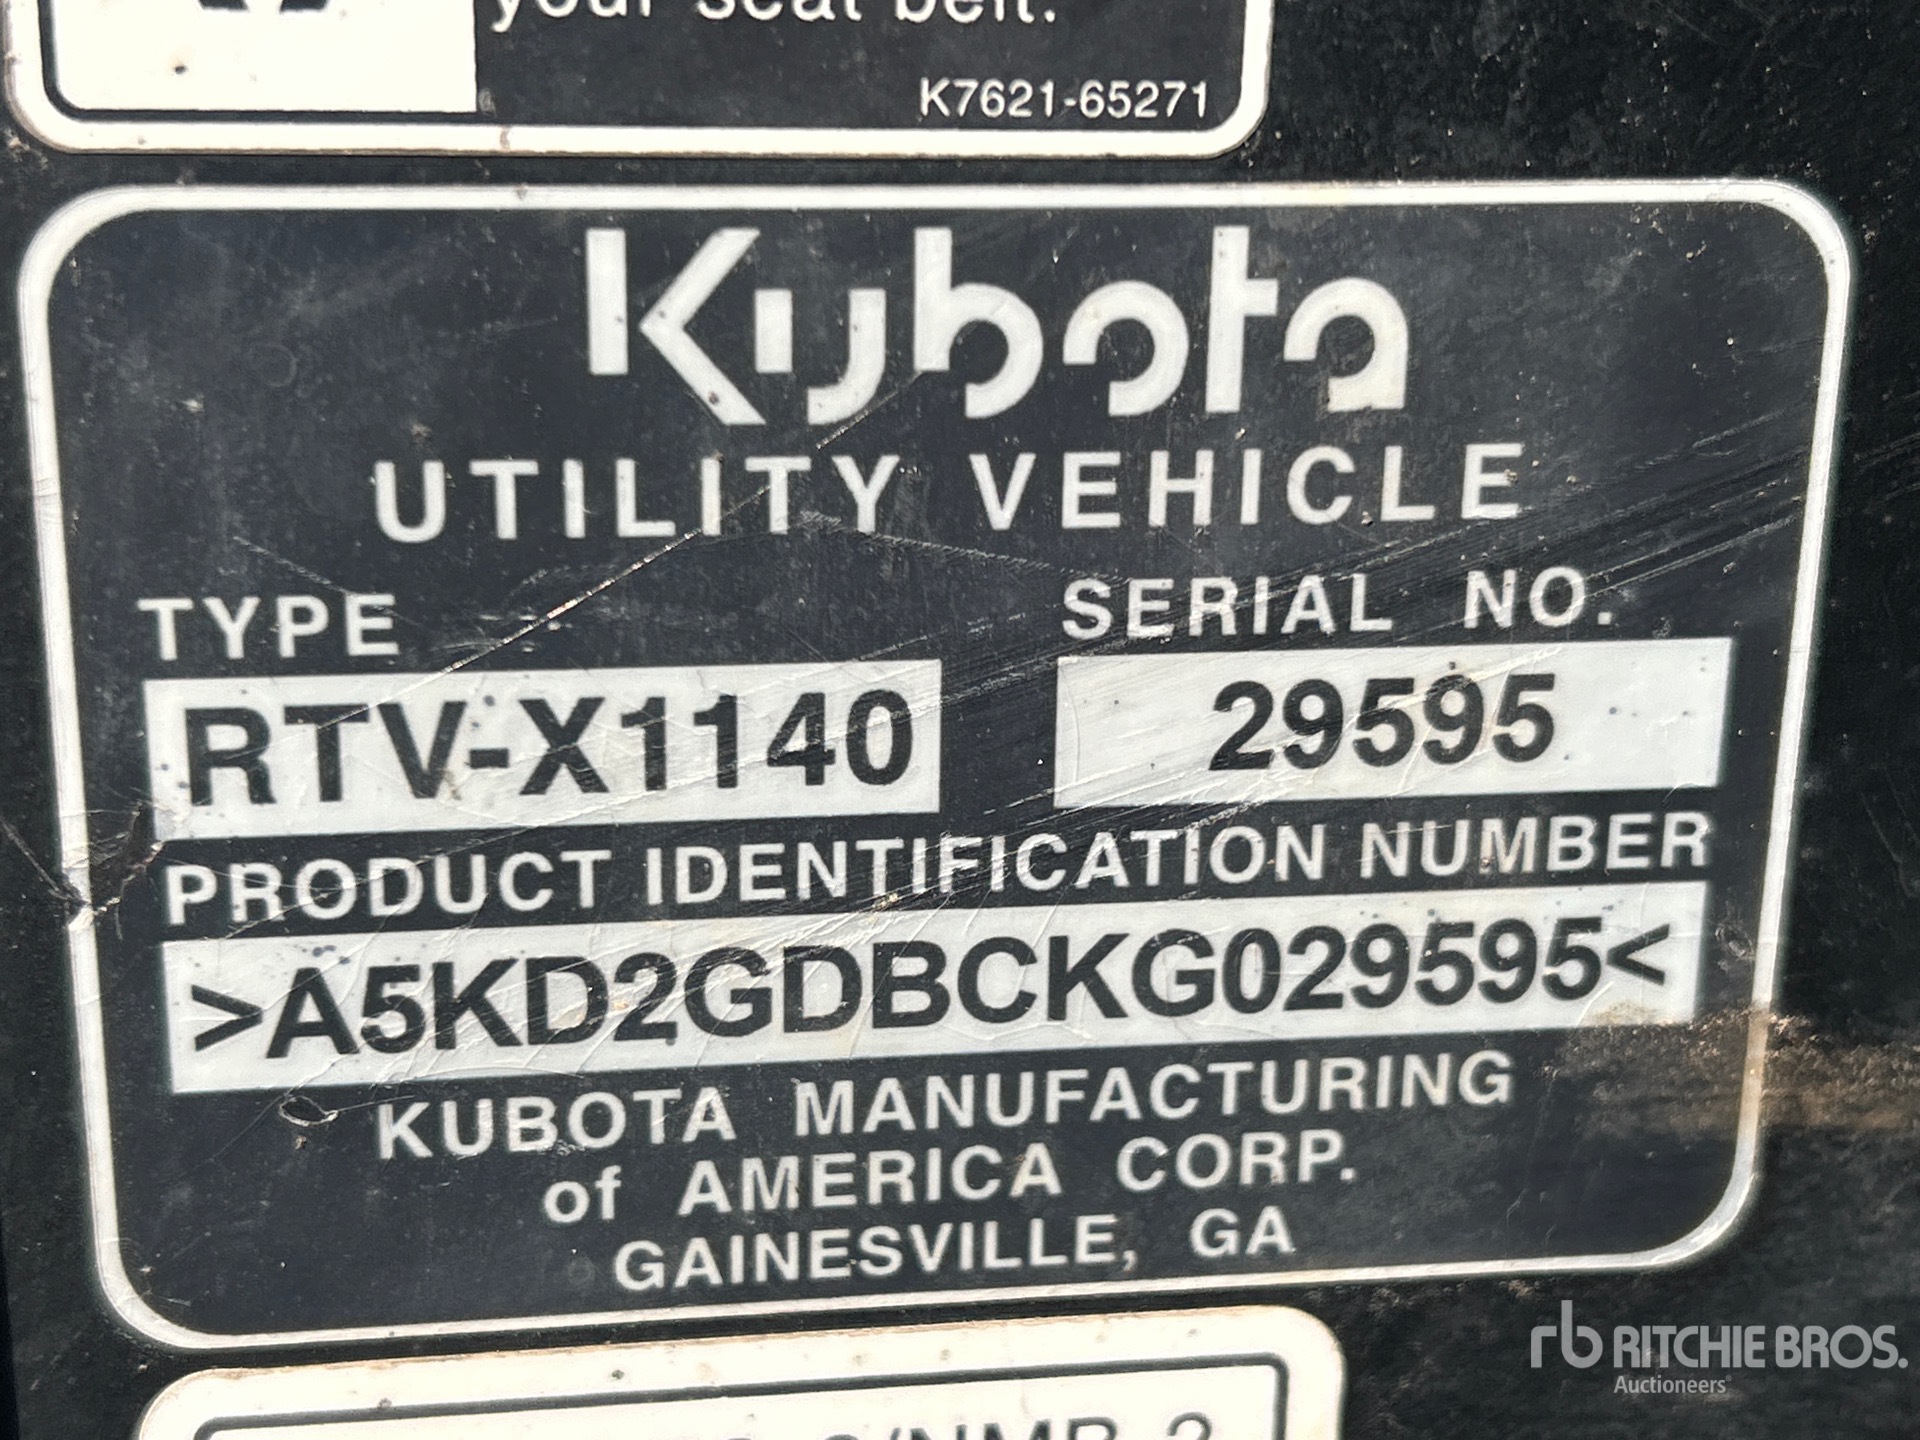 your seat belt.
K7621-65271
Kubota
UTILITY VEHICLE
TYPE SERIAL NO.
RTV-X1140 29595
PRODUCT IDENTIFICATION NUMBER
>A5KD2GDBCKG029595<
KUBOTA MANUFACTURING
of AMERICA CORP.
GAINESVILLE, GA
rb RITCHIE BROS.
Auctioneers